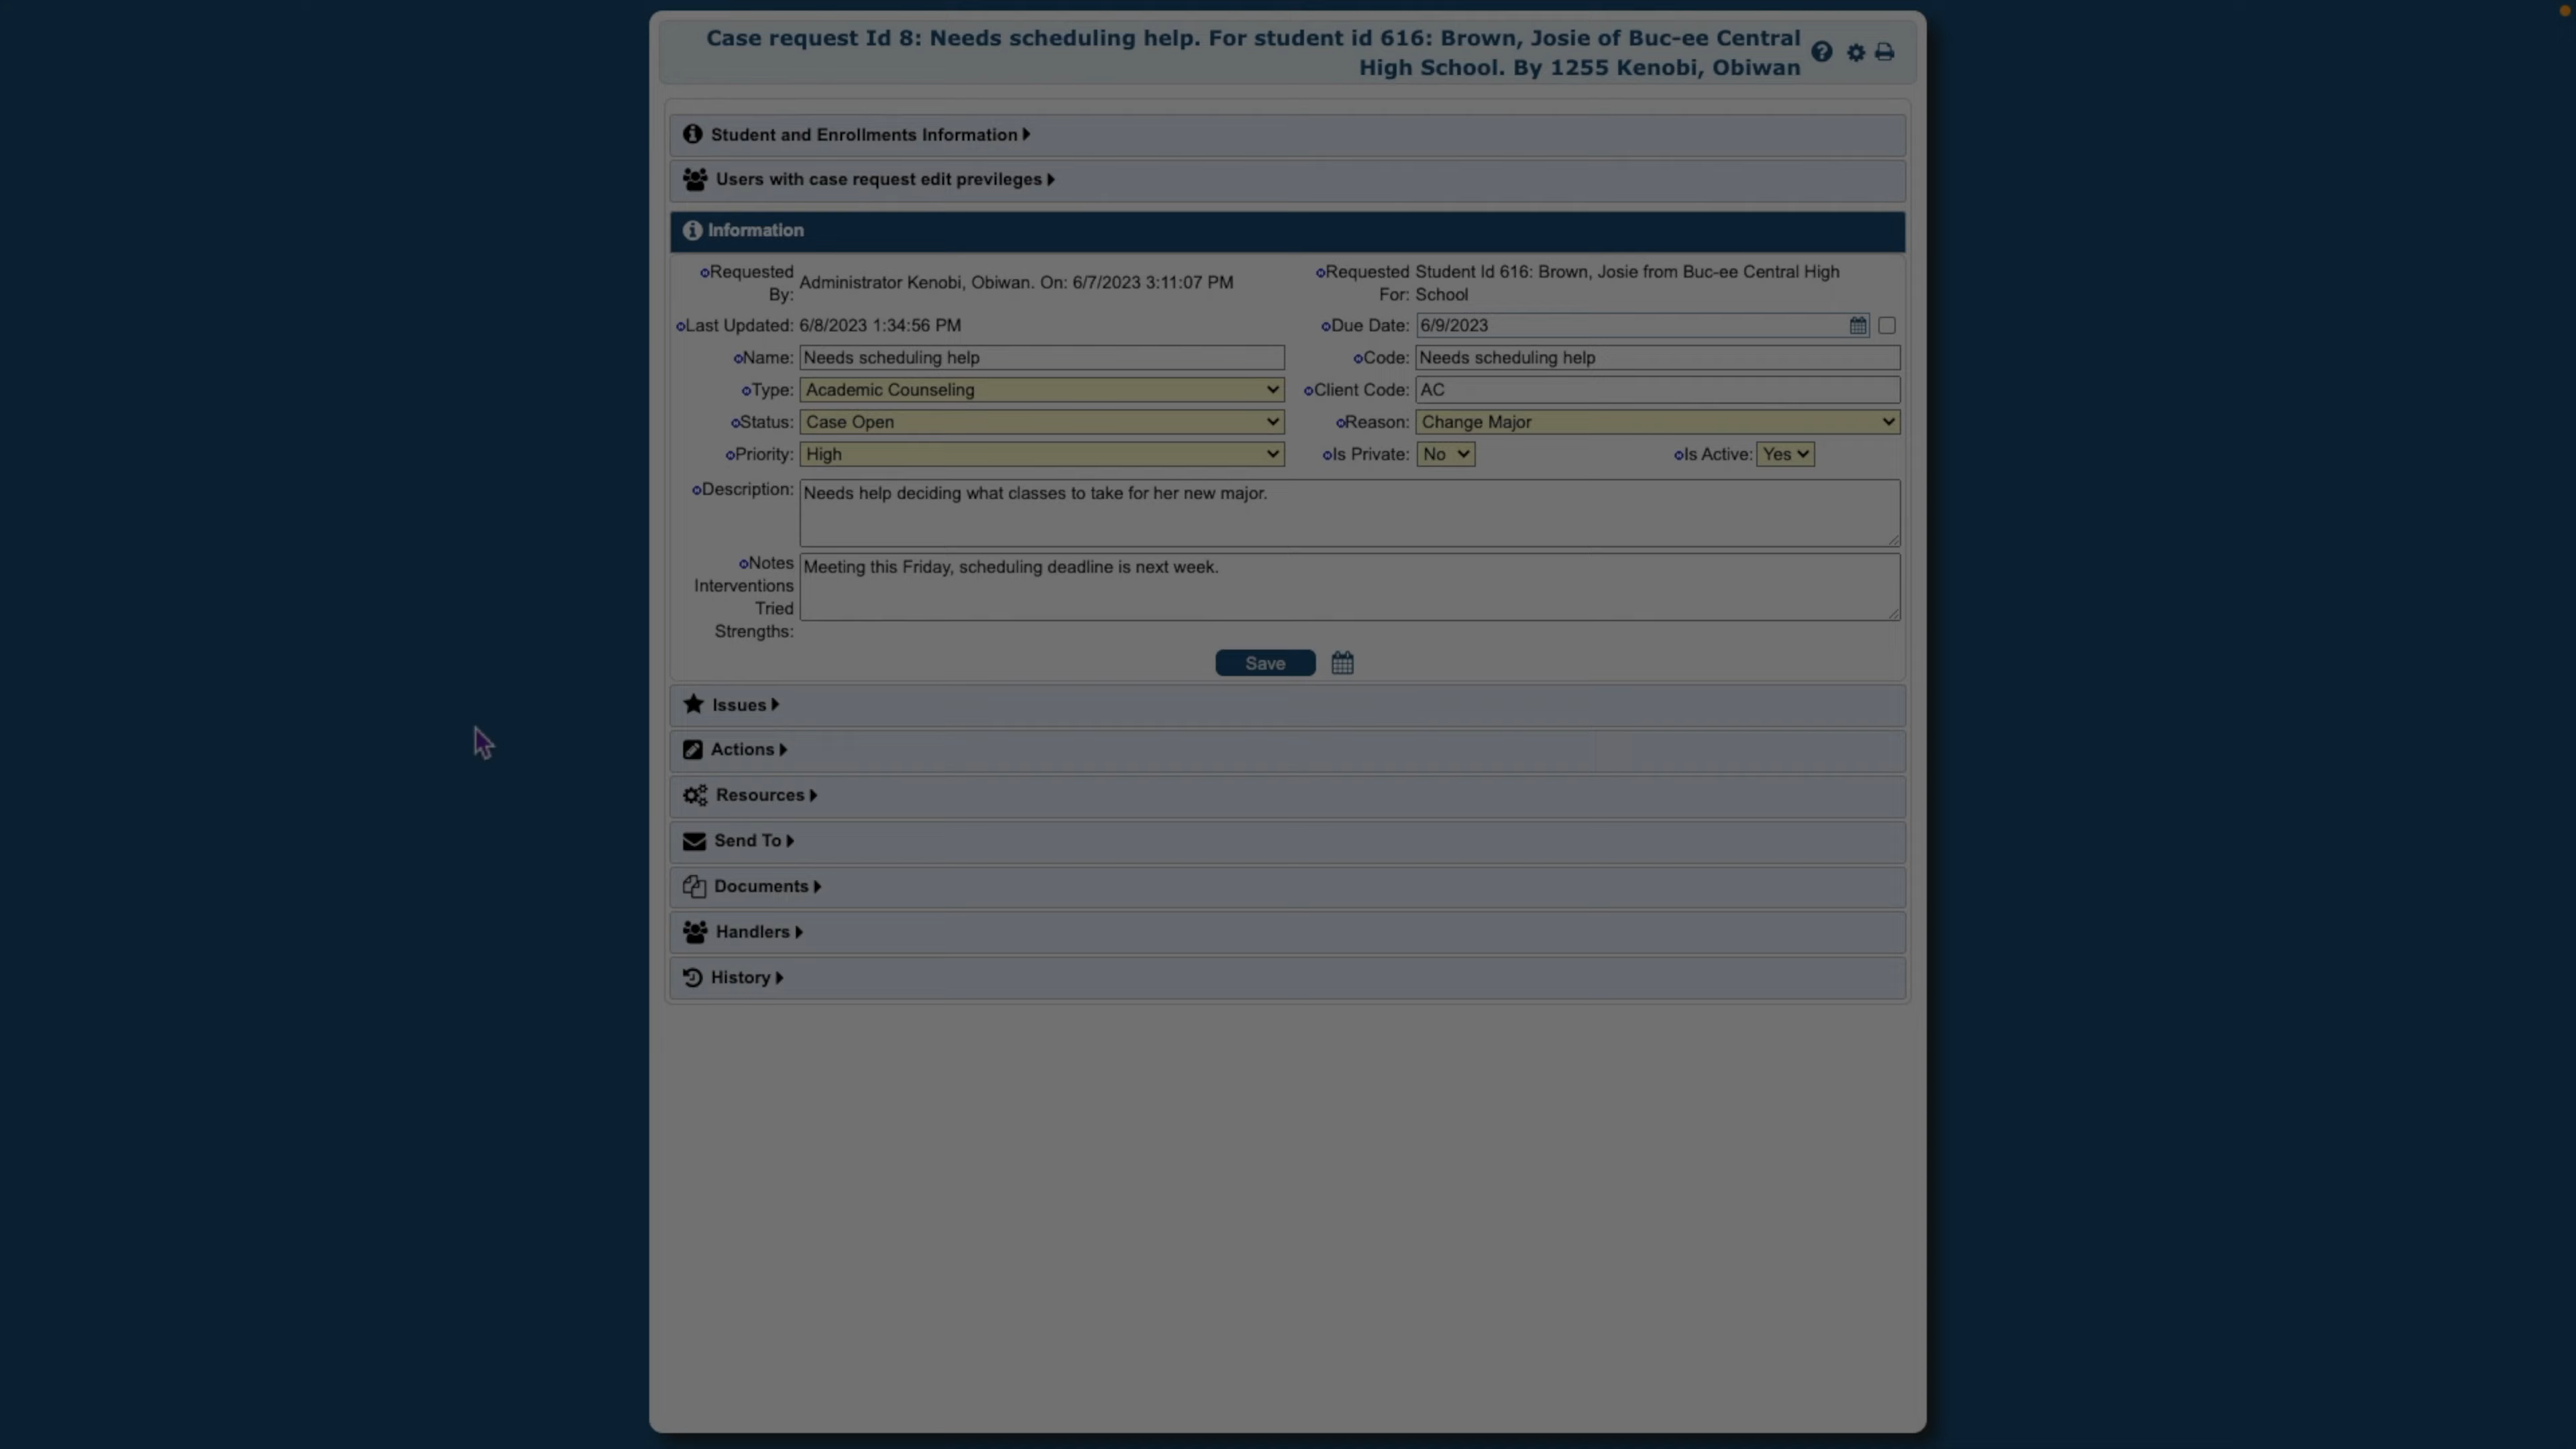 Case request Id 8: Needs scheduling help. For student id 616: Brown, Josie of Buc-ee Central
High School. By 1255 Kenobi, Obiwan
Student and Enrollments Information
Users with case request edit previleges
Information
Requested By: Administrator Kenobi, Obiwan. On: 6/7/2023 3:11:07 PM
Requested For: Student Id 616: Brown, Josie from Buc-ee Central High School
Last Updated: 6/8/2023 1:34:56 PM
Due Date: 6/9/2023
Name: Needs scheduling help
Code: Needs scheduling help
Type: Academic Counseling
Client Code: AC
Status: Case Open
Reason: Change Major
Priority: High
Is Private: No
Is Active: Yes
Description: Needs help deciding what classes to take for her new major.
Notes Interventions Tried Strengths: Meeting this Friday, scheduling deadline is next week.
Save
Issues
Actions
Resources
Send To
Documents
Handlers
History